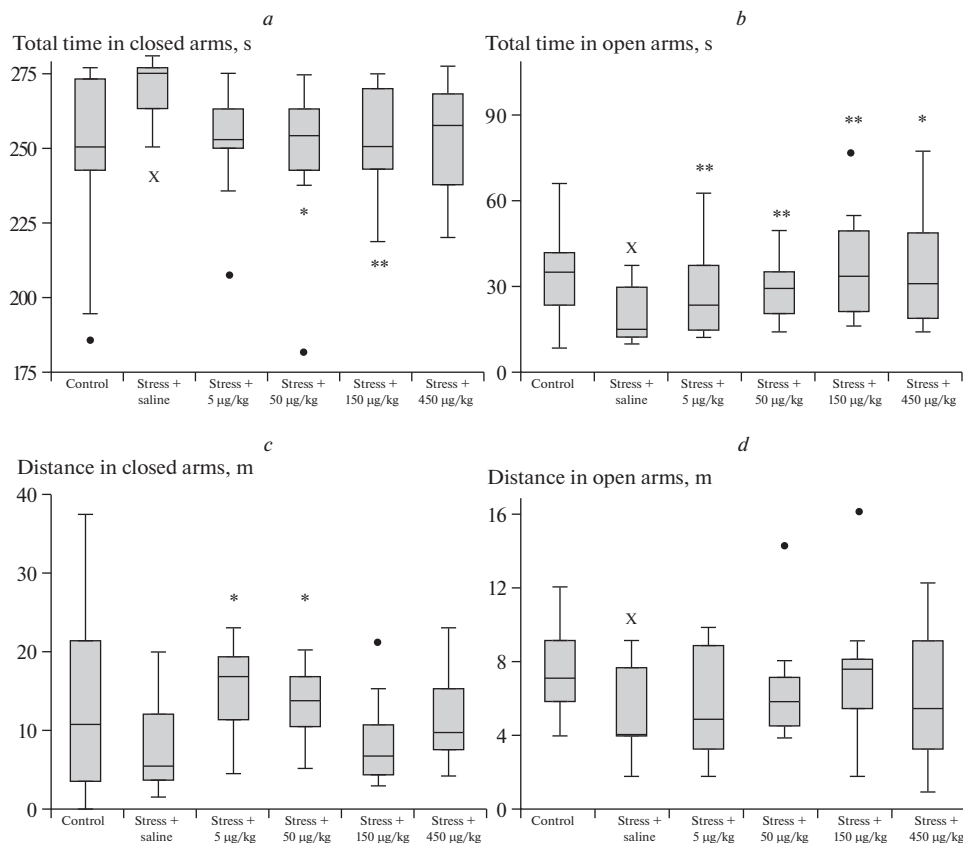 a
Total time in closed arms, s
275
250
225
200
175
X
*
**
Control
Stress + saline
Stress + 5 µg/kg
Stress + 50 µg/kg
Stress + 150 µg/kg
Stress + 450 µg/kg
b
Total time in open arms, s
90
60
30
0
X
**
**
**
*
Control
Stress + saline
Stress + 5 µg/kg
Stress + 50 µg/kg
Stress + 150 µg/kg
Stress + 450 µg/kg
c
Distance in closed arms, m
40
30
20
10
0
*
*
Control
Stress + saline
Stress + 5 µg/kg
Stress + 50 µg/kg
Stress + 150 µg/kg
Stress + 450 µg/kg
d
Distance in open arms, m
16
12
8
4
0
X
Control
Stress + saline
Stress + 5 µg/kg
Stress + 50 µg/kg
Stress + 150 µg/kg
Stress + 450 µg/kg